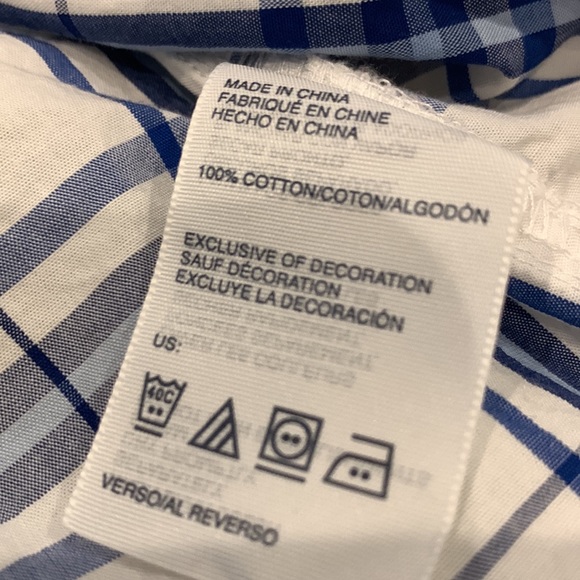 MADE IN CHINA
FABRIQUÉ EN CHINE
HECHO EN CHINA
100% COTTON/COTON/ALGODÓN
EXCLUSIVE OF DECORATION
SAUF DÉCORATION
EXCLUYE LA DECORACIÓN
US:
40C
VERSO/AL REVERSO